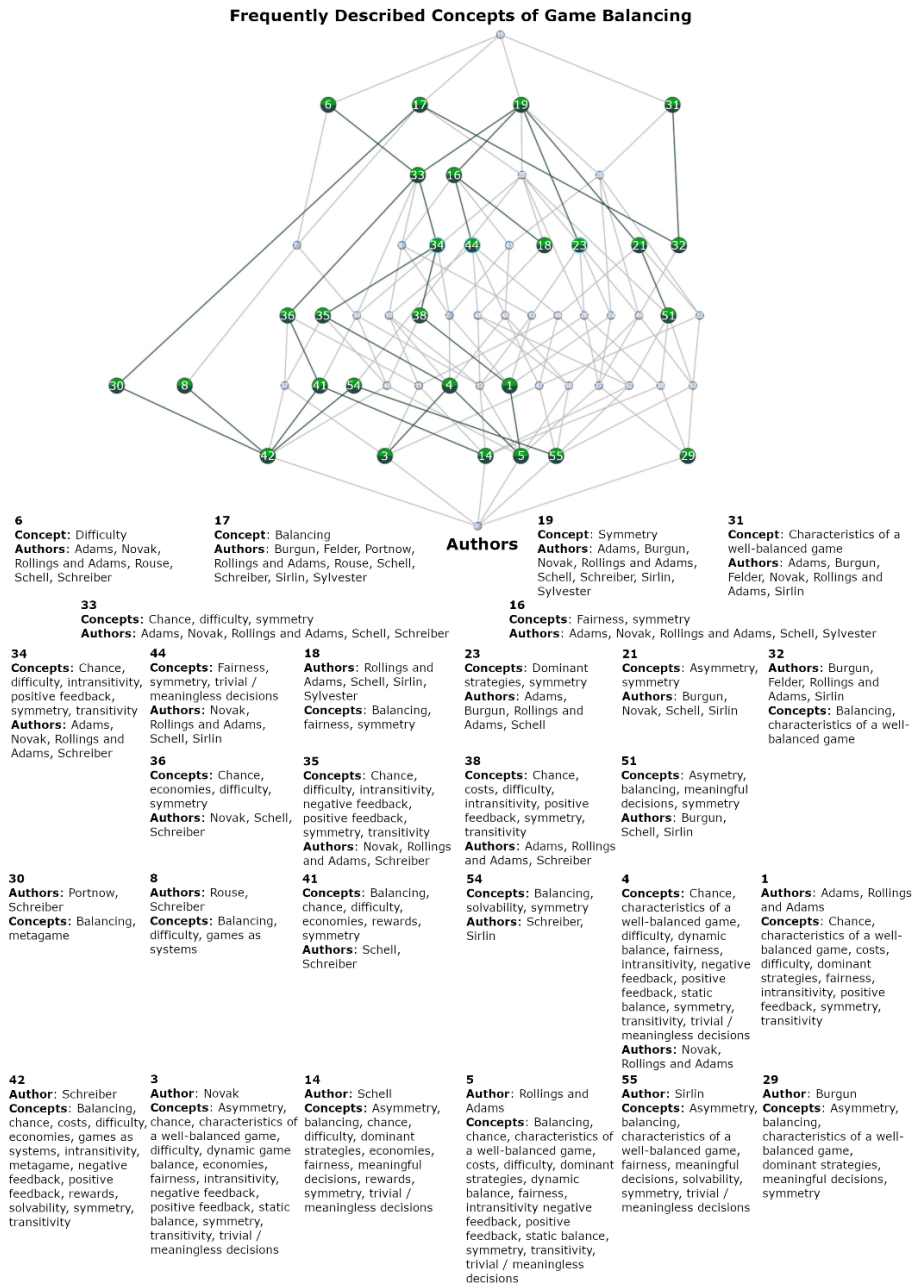 Frequently Described Concepts of Game Balancing
6 17 19 31
33 16
34 44 18 23 21 32
36 35 38 51
30 8 41 54 4 1
42 3 14 5 55 29
Authors
6
Concept: Difficulty
Authors: Adams, Novak,
Rollings and Adams, Rouse,
Schell, Schreiber
17
Concept: Balancing
Authors: Burgun, Felder, Portnow,
Rollings and Adams, Rouse, Schell,
Schreiber, Sirlin, Sylvester
19
Concept: Symmetry
Authors: Adams, Burgun,
Novak, Rollings and Adams,
Schell, Schreiber, Sirlin,
Sylvester
31
Concept: Characteristics of a
well-balanced game
Authors: Adams, Burgun,
Felder, Novak, Rollings and
Adams, Sirlin
33
Concepts: Chance, difficulty, symmetry
Authors: Adams, Novak, Rollings and Adams, Schell, Schreiber
16
Concepts: Fairness, symmetry
Authors: Adams, Novak, Rollings and Adams, Schell, Sylvester
34
Concepts: Chance,
difficulty, intransitivity,
positive feedback,
symmetry, transitivity
Authors: Adams,
Novak, Rollings and
Adams, Schreiber
44
Concepts: Fairness,
symmetry, trivial /
meaningless decisions
Authors: Novak,
Rollings and Adams,
Schell, Sirlin
18
Authors: Rollings and
Adams, Schell, Sirlin,
Sylvester
Concepts: Balancing,
fairness, symmetry
23
Concepts: Dominant
strategies, symmetry
Authors: Adams,
Burgun, Rollings and
Adams, Schell
21
Concepts: Asymmetry,
symmetry
Authors: Burgun,
Novak, Schell, Sirlin
32
Authors: Burgun,
Felder, Rollings and
Adams, Sirlin
Concepts: Balancing,
characteristics of a well-
balanced game
36
Concepts: Chance,
economies, difficulty,
symmetry
Authors: Novak, Schell,
Schreiber
35
Concepts: Chance,
difficulty, intransitivity,
negative feedback,
positive feedback,
symmetry, transitivity
Authors: Novak, Rollings
and Adams, Schreiber
38
Concepts: Chance,
costs, difficulty,
intransitivity, positive
feedback, symmetry,
transitivity
Authors: Adams, Rollings
and Adams, Schreiber
51
Concepts: Asymetry,
balancing, meaningful
decisions, symmetry
Authors: Burgun,
Schell, Sirlin
30
Authors: Portnow,
Schreiber
Concepts: Balancing,
metagame
8
Authors: Rouse,
Schreiber
Concepts: Balancing,
difficulty, games as
systems
41
Concepts: Balancing,
chance, difficulty,
economies, rewards,
symmetry
Authors: Schell,
Schreiber
54
Concepts: Balancing,
solvability, symmetry
Authors: Schreiber,
Sirlin
4
Concepts: Chance,
characteristics of a
well-balanced game,
difficulty, dynamic
balance, fairness,
intransitivity, negative
feedback, positive
feedback, static
balance, symmetry,
transitivity, trivial /
meaningless decisions
Authors: Novak,
Rollings and Adams
1
Authors: Adams, Rollings
and Adams
Concepts: Chance,
characteristics of a well-
balanced game, costs,
difficulty, dominant
strategies, fairness,
intransitivity, positive
feedback, symmetry,
transitivity
42
Author: Schreiber
Concepts: Balancing,
chance, costs, difficulty,
economies, games as
systems, intransitivity,
metagame, negative
feedback, positive
feedback, rewards,
solvability, symmetry,
transitivity
3
Author: Novak
Concepts: Asymmetry,
chance, characteristics of
a well-balanced game,
difficulty, dynamic game
balance, economies,
fairness, intransitivity,
negative feedback,
positive feedback, static
balance, symmetry,
transitivity, trivial /
meaningless decisions
14
Author: Schell
Concepts: Asymmetry,
balancing, chance,
difficulty, dominant
strategies, economies,
fairness, meaningful
decisions, rewards,
symmetry, trivial /
meaningless decisions
5
Author: Rollings and
Adams
Concepts: Balancing,
chance, characteristics of
a well-balanced game,
costs, difficulty, dominant
strategies, dynamic
balance, fairness,
intransitivity negative
feedback, positive
feedback, static balance,
symmetry, transitivity,
trivial / meaningless
decisions
55
Author: Sirlin
Concepts: Asymmetry,
balancing,
characteristics of a
well-balanced game,
fairness, meaningful
decisions, solvability,
symmetry, trivial /
meaningless decisions
29
Author: Burgun
Concepts: Asymmetry,
balancing,
characteristics of a well-
balanced game,
dominant strategies,
meaningful decisions,
symmetry